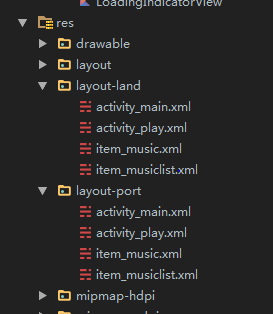 LoadingIndicatorView
res
drawable
layout
layout-land
activity_main.xml
activity_play.xml
item_music.xml
item_musiclist.xml
layout-port
activity_main.xml
activity_play.xml
item_music.xml
item_musiclist.xml
mipmap-hdpi